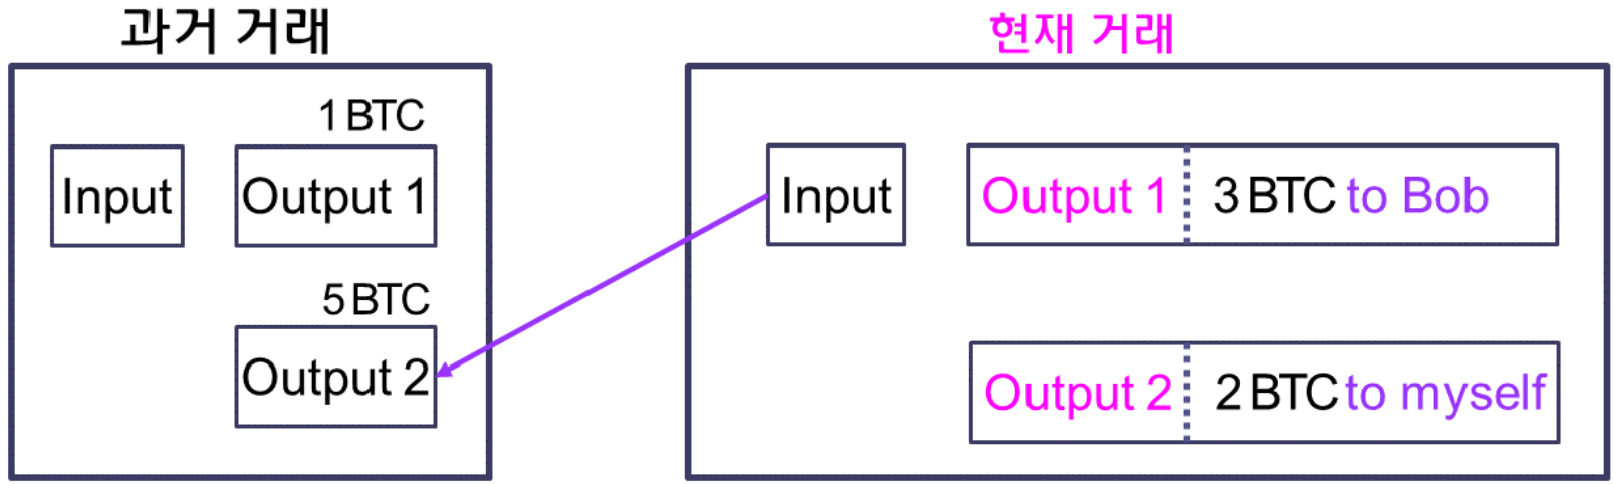 과거 거래
1 BTC
Input
Output 1
5 BTC
Output 2
현재 거래
Input
Output 1
3 BTC to Bob
Output 2
2 BTC to myself